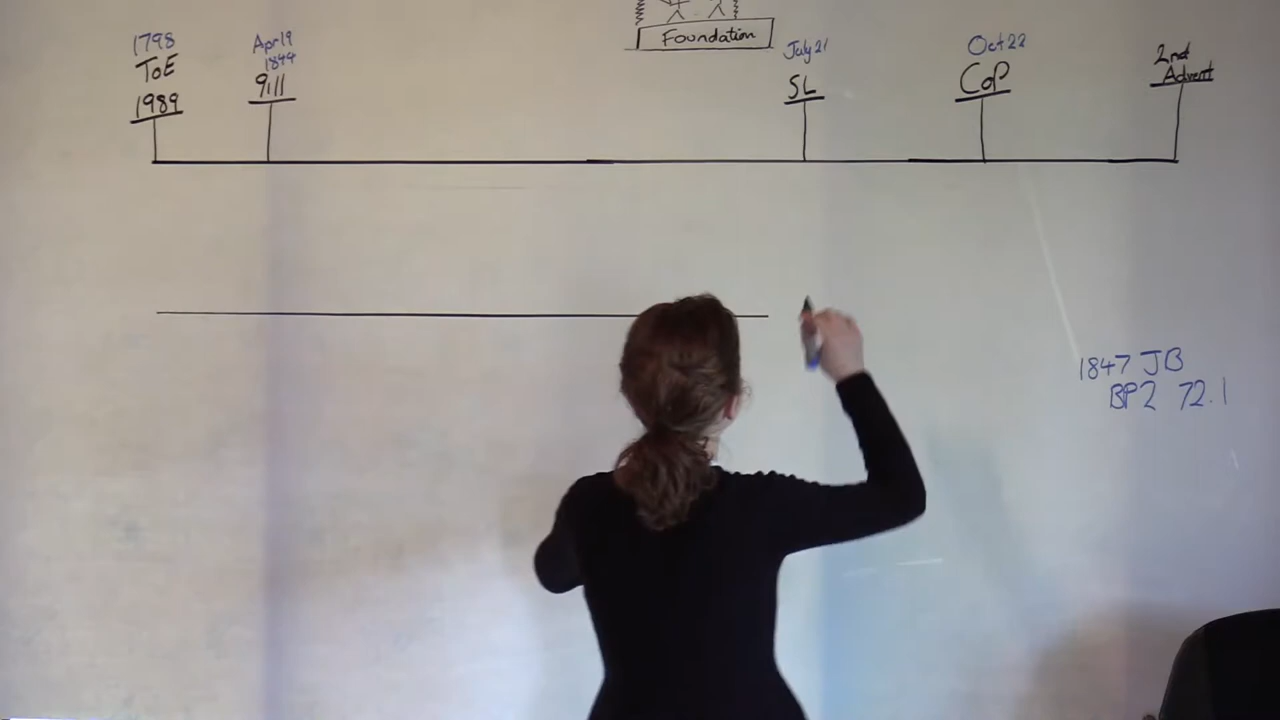 Foundation
1798
ToE
1989
Apr 19
1844
9/11
July 21
SL
Oct 22
CoP
2nd
Advent
1847 JB
BP2 72.1